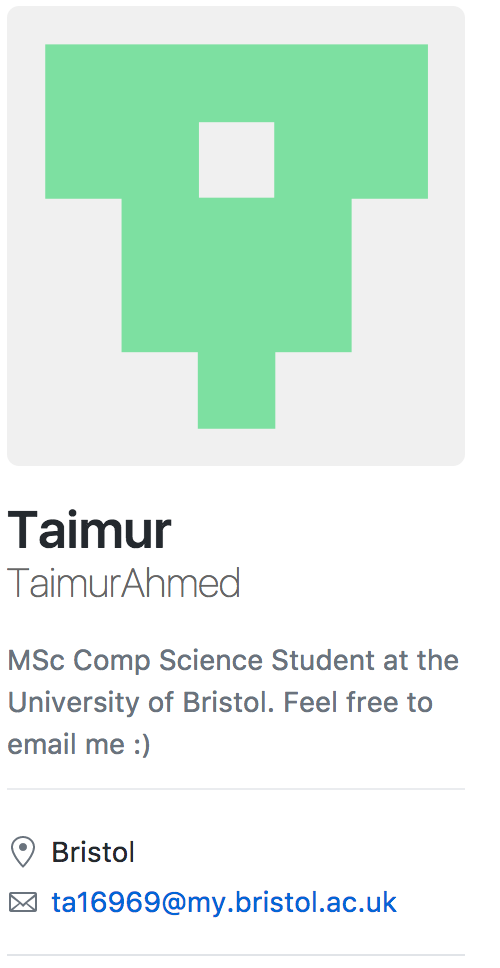 Taimur
TaimurAhmed
MSc Comp Science Student at the
University of Bristol. Feel free to
email me :)
Bristol
ta16969@my.bristol.ac.uk